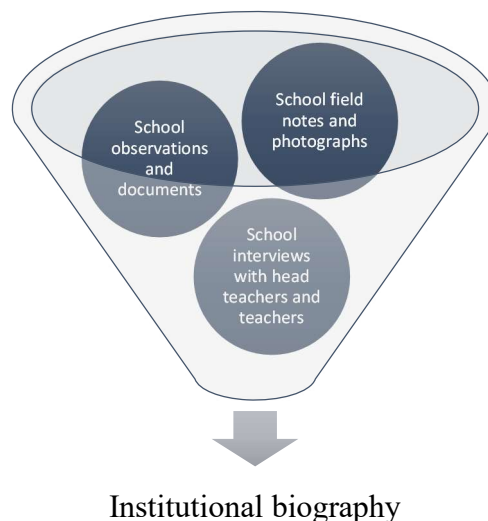 School
observations
and
documents
School field
notes and
photographs
School
interviews
with head
teachers and
teachers
Institutional biography